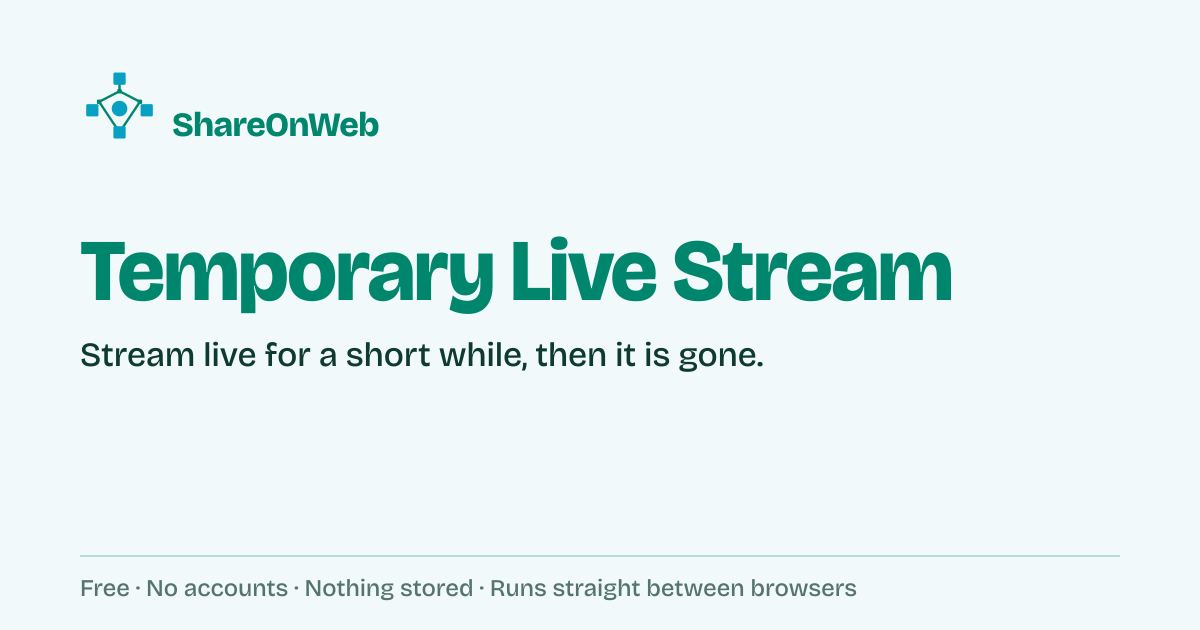 ShareOnWeb
Temporary Live Stream
Stream live for a short while, then it is gone.
Free · No accounts · Nothing stored · Runs straight between browsers